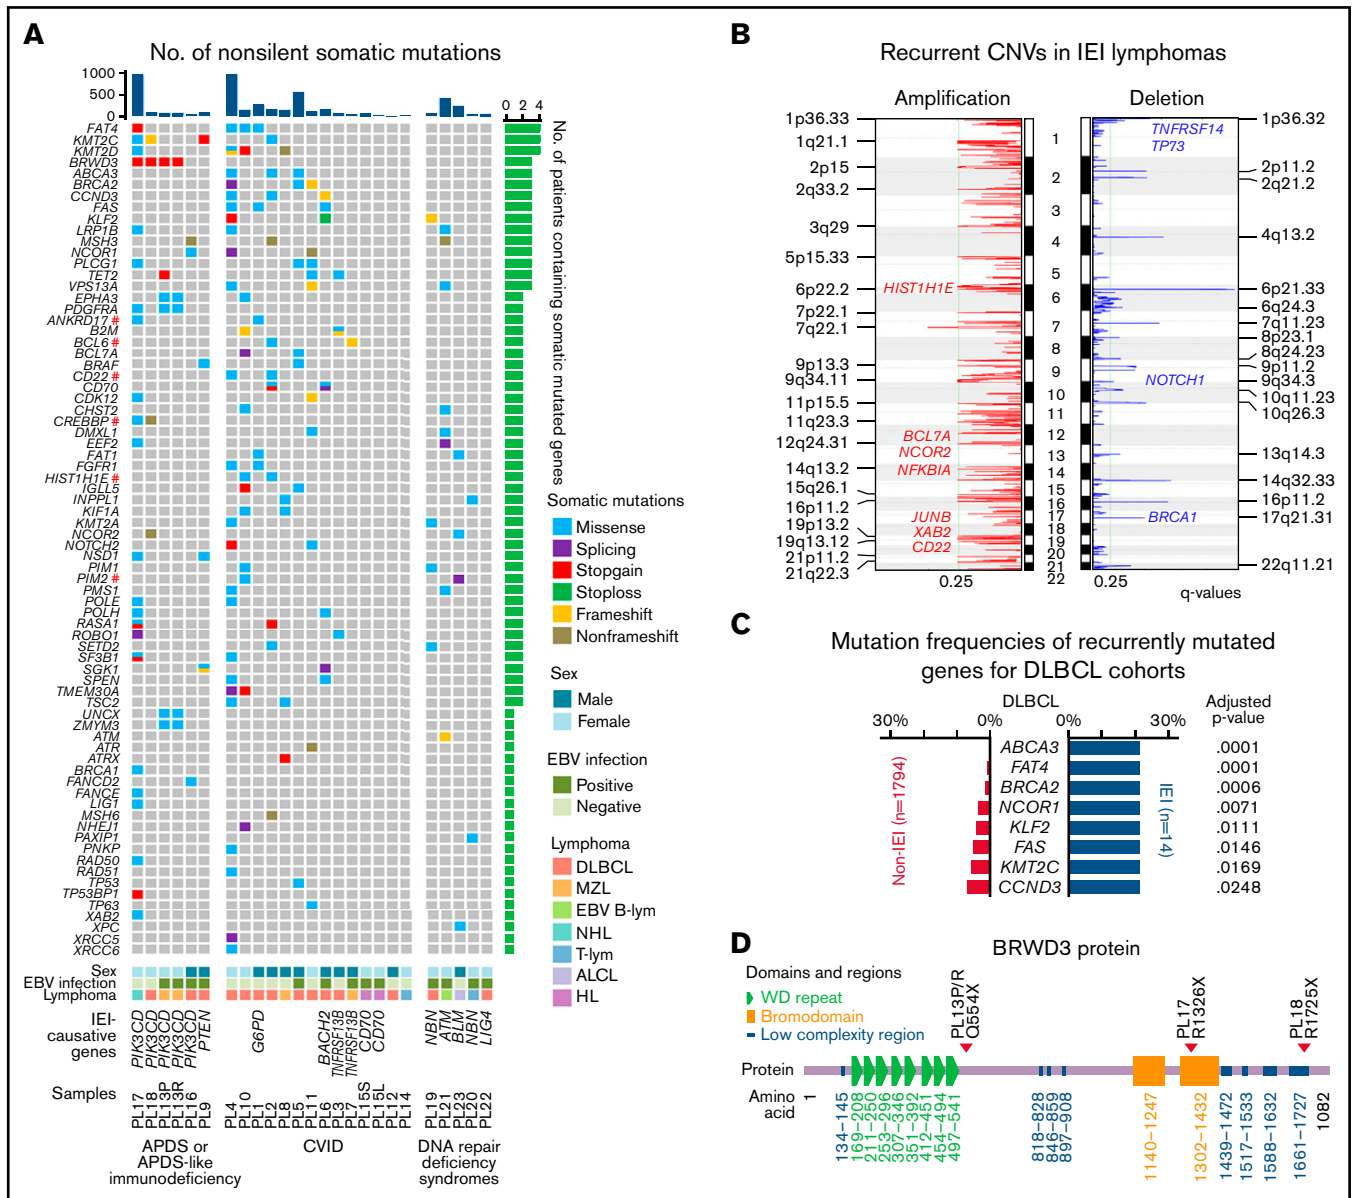 A
No. of nonsilent somatic mutations
1000
500
0
0 2 4
FAT4
KMT2C
KMT2D
BRWD3
ABCA3
BRCA2
CCND3
FAS
KLF2
LRP1B
MSH3
NCOR1
PLCG1
TET2
VPS13A
EPHA3
PDGFRA
ANKRD17 #
B2M
BCL6 #
BCL7A
BRAF
CD22 #
CD70
CDK12
CHST2
CREBBP #
DMXL1
EEF2
FAT1
FGFR1
HIST1H1E #
IGLL5
INPPL1
KIF1A
KMT2A
NCOR2
NOTCH2
NSD1
PIM1
PIM2 #
PMS1
POLE
POLH
RASA1
ROBO1
SETD2
SF3B1
SGK1
SPEN
TMEM30A
TSC2
UNCX
ZMYM3
ATM
ATR
ATRX
BRCA1
FANCD2
FANCE
LIG1
MSH6
NHEJ1
PAXIP1
PNKP
RAD50
RAD51
TP53
TP53BP1
TP63
XAB2
XPC
XRCC5
XRCC6
No. of patients containing somatic mutated genes
Sex
EBV infection
Lymphoma
IEI-
causative
genes
PIK3CD
PIK3CD
PIK3CD
PIK3CD
PIK3CD
PTEN
G6PD
BACH2
TNFRSF13B
TNFRSF13B
CD70
CD70
NBN
ATM
BLM
NBN
LIG4
Samples
PL17
PL18
PL13P
PL13R
PL16
PL9
PL4
PL10
PL1
PL2
PL8
PL5
PL11
PL6
PL3
PL7
PL15S
PL15L
PL12
PL14
PL19
PL21
PL23
PL20
PL22
APDS or
APDS-like
immunodeficiency
CVID
DNA repair
deficiency
syndromes
Somatic mutations
Missense
Splicing
Stopgain
Stoploss
Frameshift
Nonframeshift
Sex
Male
Female
EBV infection
Positive
Negative
Lymphoma
DLBCL
MZL
EBV B-lym
NHL
T-lym
ALCL
HL
B
Recurrent CNVs in IEI lymphomas
Amplification
Deletion
1p36.33
1q21.1
2p15
2q33.2
3q29
5p15.33
6p22.2
7p22.1
7q22.1
9p13.3
9q34.11
11p15.5
11q23.3
12q24.31
14q13.2
15q26.1
16p11.2
19p13.2
19q13.12
21p11.2
21q22.3
HIST1H1E
BCL7A
NCOR2
NFKBIA
JUNB
XAB2
CD22
0.25
1
2
3
4
5
6
7
8
9
10
11
12
13
14
15
16
17
18
19
20
21
22
TNFRSF14
TP73
NOTCH1
BRCA1
0.25
1p36.32
2p11.2
2q21.2
4q13.2
6p21.33
6q24.3
7q11.23
8p23.1
8q24.23
9p11.2
9q34.3
10q11.23
10q26.3
13q14.3
14q32.33
16p11.2
17q21.31
22q11.21
q-values
C
Mutation frequencies of recurrently mutated
genes for DLBCL cohorts
30%
0%
DLBCL
0%
30%
Adjusted
p-value
Non-IEI (n=1794)
IEI (n=14)
ABCA3 .0001
FAT4 .0001
BRCA2 .0006
NCOR1 .0071
KLF2 .0111
FAS .0146
KMT2C .0169
CCND3 .0248
D
BRWD3 protein
Domains and regions
WD repeat
Bromodomain
Low complexity region
PL13P/R
Q554X
PL17
R1326X
PL18
R1725X
Protein
Amino
acid
1
134–145
169–208
211–250
253–296
307–346
351–392
412–451
454–494
497–541
818–828
846–859
897–908
1140–1247
1302–1432
1439–1472
1517–1533
1588–1632
1661–1727
1082